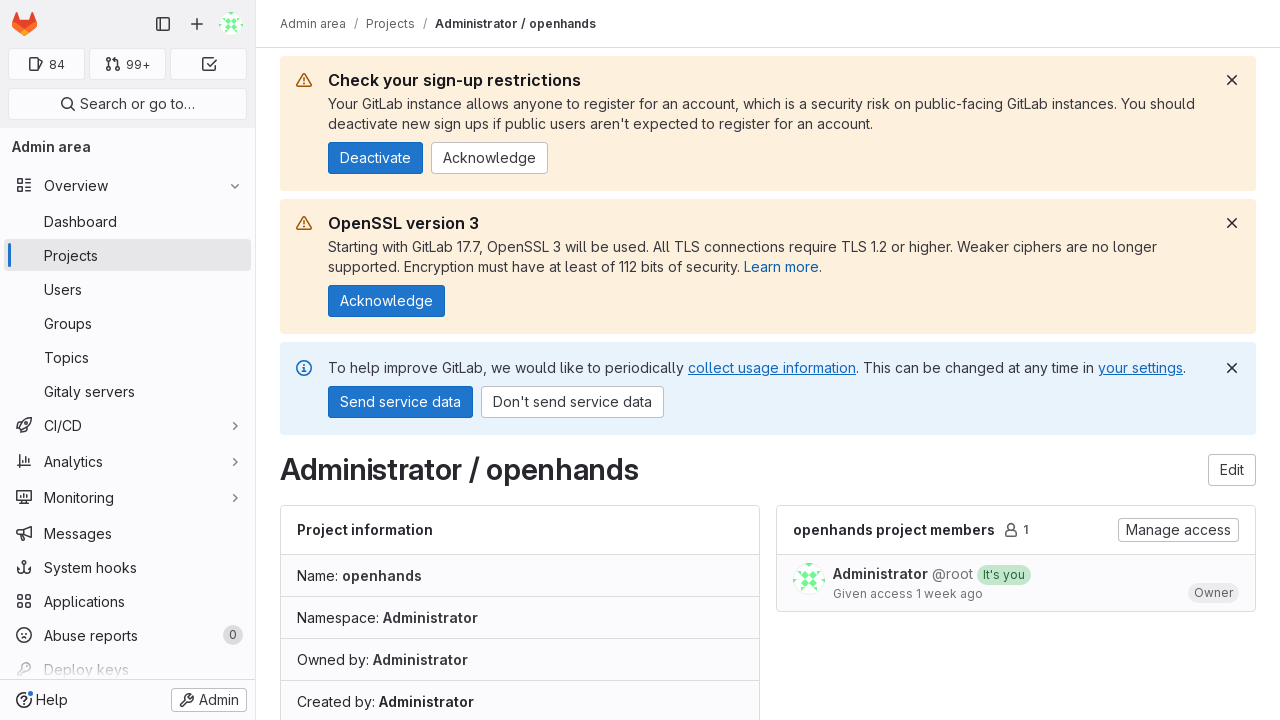 84
99+
Search or go to…
Admin area
Overview
Dashboard
Projects
Users
Groups
Topics
Gitaly servers
CI/CD
Analytics
Monitoring
Messages
System hooks
Applications
Abuse reports 0
Deploy keys
Help
Admin
Admin area / Projects / Administrator / openhands
Check your sign-up restrictions
Your GitLab instance allows anyone to register for an account, which is a security risk on public-facing GitLab instances. You should
deactivate new sign ups if public users aren't expected to register for an account.
Deactivate Acknowledge
OpenSSL version 3
Starting with GitLab 17.7, OpenSSL 3 will be used. All TLS connections require TLS 1.2 or higher. Weaker ciphers are no longer
supported. Encryption must have at least of 112 bits of security. Learn more.
Acknowledge
To help improve GitLab, we would like to periodically collect usage information. This can be changed at any time in your settings.
Send service data Don't send service data
Administrator / openhands
Edit
Project information
Name: openhands
Namespace: Administrator
Owned by: Administrator
Created by: Administrator
openhands project members 1
Manage access
Administrator @root It's you
Given access 1 week ago
Owner